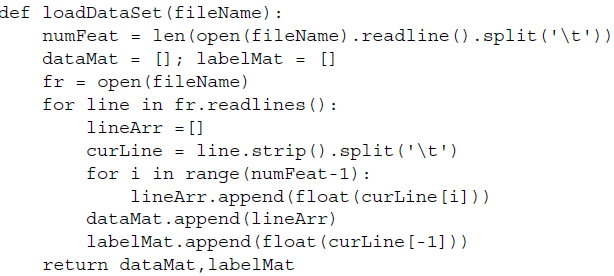 def loadDataSet(fileName):
    numFeat = len(open(fileName).readline().split('\t'))
    dataMat = []; labelMat = []
    fr = open(fileName)
    for line in fr.readlines():
        lineArr =[]
        curLine = line.strip().split('\t')
        for i in range(numFeat-1):
            lineArr.append(float(curLine[i]))
        dataMat.append(lineArr)
        labelMat.append(float(curLine[-1]))
    return dataMat,labelMat